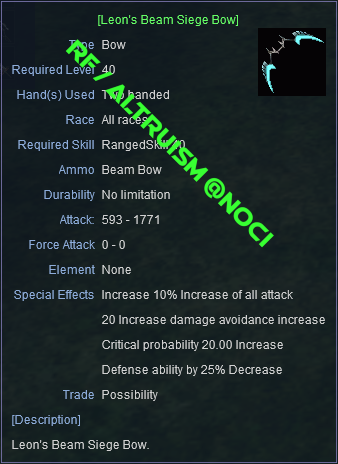 [Leon's Beam Siege Bow]
Type Bow
Required Level 40
Hand(s) Used Two handed
Race All races
Required Skill RangedSkill
Ammo Beam Bow
Durability No limitation
Attack: 593 - 1771
Force Attack 0 - 0
Element None
Special Effects Increase 10% Increase of all attack
20 Increase damage avoidance increase
Critical probability 20.00 Increase
Defense ability by 25% Decrease
Trade Possibility
[Description]
Leon's Beam Siege Bow.
RF / ALTRUISM @NOCI